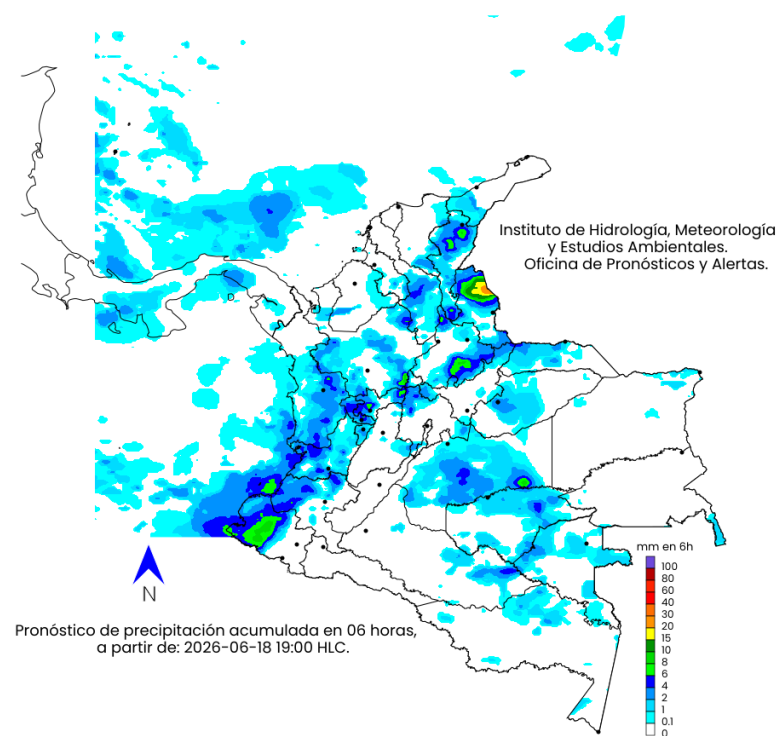 Instituto de Hidrología, Meteorología
y Estudios Ambientales.
Oficina de Pronósticos y Alertas.
mm en 6h
100
80
60
40
30
20
15
10
8
6
4
2
1
0.1
0
N
Pronóstico de precipitación acumulada en 06 horas,
a partir de: 2026-06-18 19:00 HLC.